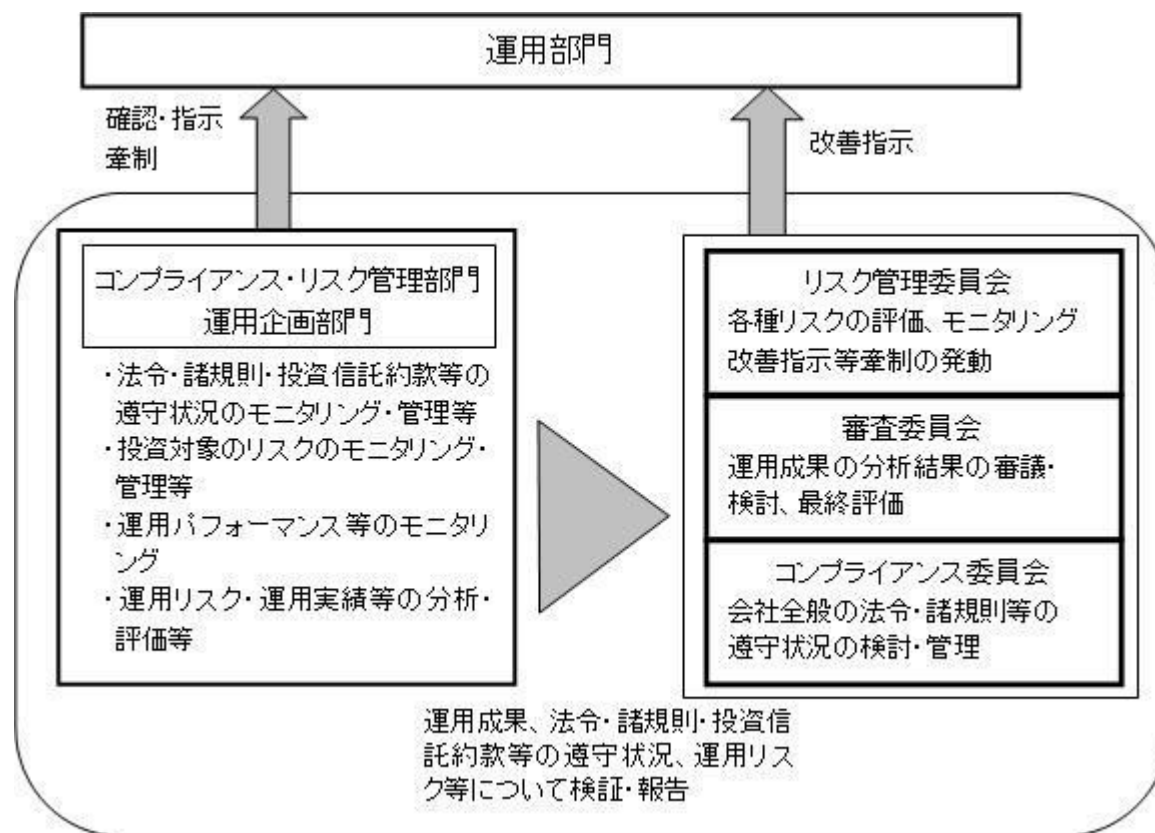 運用部門
確認・指示
牽制
改善指示
コンプライアンス・リスク管理部門
運用企画部門
・法令・諸規則・投資信託約款等の
遵守状況のモニタリング・管理等
・投資対象のリスクのモニタリング・
管理等
・運用パフォーマンス等のモニタリ
ング
・運用リスク・運用実績等の分析・
評価等
リスク管理委員会
各種リスクの評価、モニタリング
改善指示等牽制の発動
審査委員会
運用成果の分析結果の審議・
検討、最終評価
コンプライアンス委員会
会社全般の法令・諸規則等の
遵守状況の検討・管理
運用成果、法令・諸規則・投資信
託約款等の遵守状況、運用リス
ク等について検証・報告